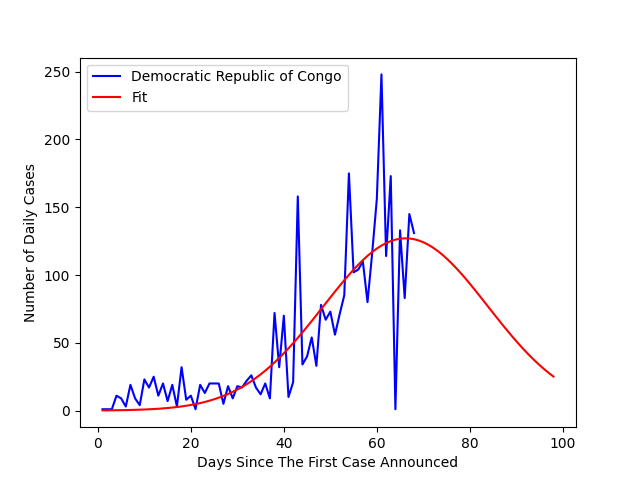 Democratic Republic of Congo
Fit
250
200
150
100
50
0
Number of Daily Cases
0 20 40 60 80 100
Days Since The First Case Announced